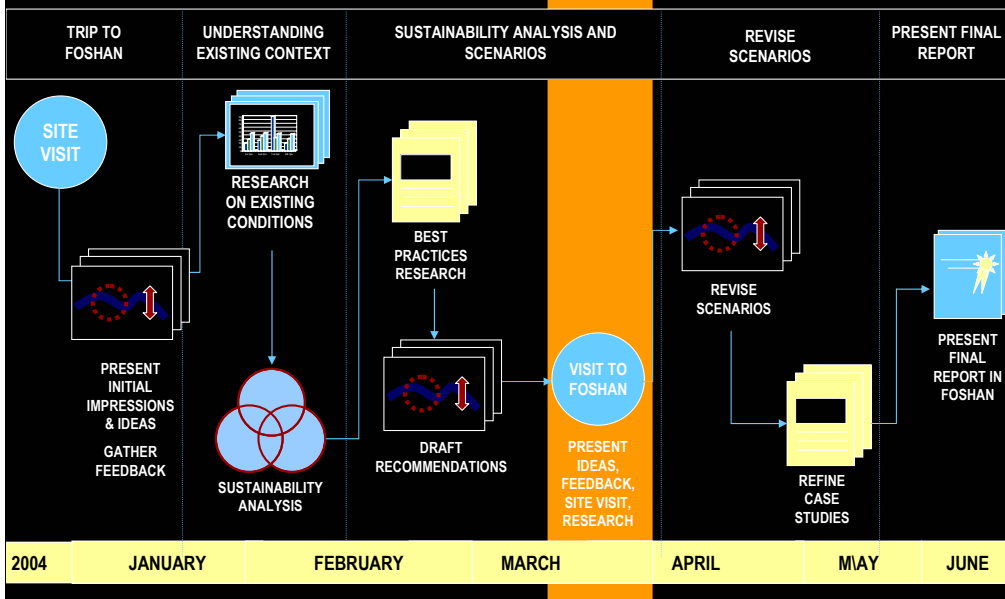 TRIP TO
FOSHAN
UNDERSTANDING
EXISTING CONTEXT
SUSTAINABILITY ANALYSIS AND
SCENARIOS
REVISE
SCENARIOS
PRESENT FINAL
REPORT
SITE
VISIT
PRESENT
INITIAL
IMPRESSIONS
& IDEAS
GATHER
FEEDBACK
RESEARCH
ON EXISTING
CONDITIONS
SUSTAINABILITY
ANALYSIS
BEST
PRACTICES
RESEARCH
DRAFT
RECOMMENDATIONS
VISIT TO
FOSHAN
PRESENT
IDEAS,
FEEDBACK,
SITE VISIT,
RESEARCH
REVISE
SCENARIOS
REFINE
CASE
STUDIES
PRESENT
FINAL
REPORT IN
FOSHAN
2004 JANUARY FEBRUARY MARCH APRIL M\AY JUNE